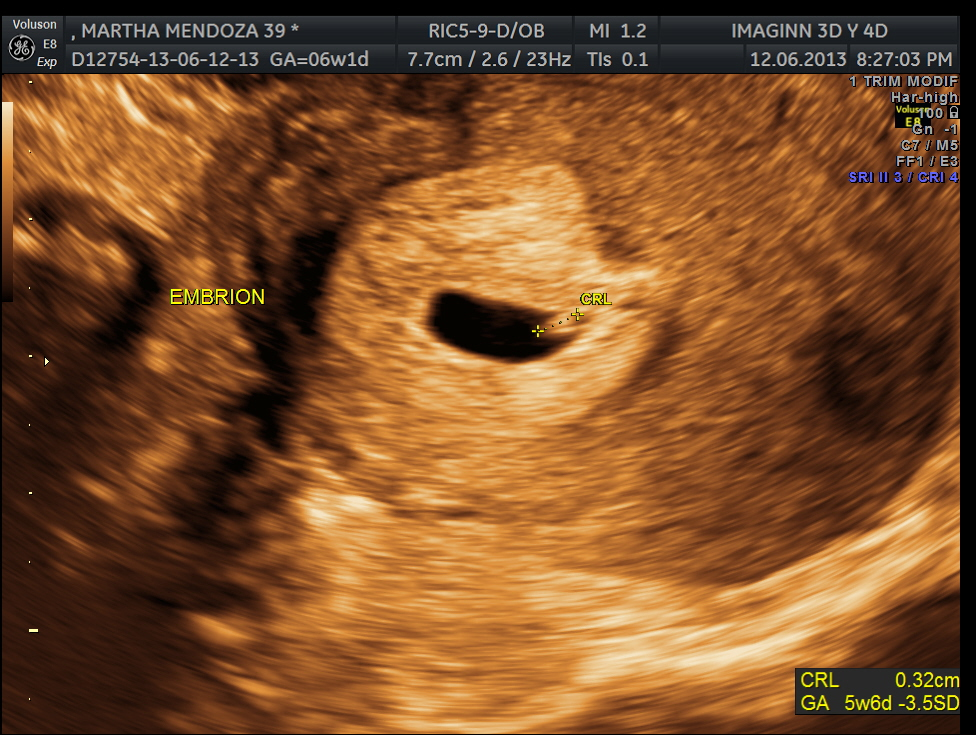 Voluson
E8
Exp
, MARTHA MENDOZA 39 *
D12754-13-06-12-13 GA=06w1d
RIC5-9-D/OB
7.7cm / 2.6 / 23Hz
MI 1.2
TIs 0.1
IMAGINN 3D Y 4D
12.06.2013 8:27:03 PM
1 TRIM MODIF
Har-high
Voluson
E8
100
Gn -1
C7 / M5
FF1 / E3
SRI II 3 / CRI 4
EMBRION
CRL
CRL 0.32cm
GA 5w6d -3.5SD